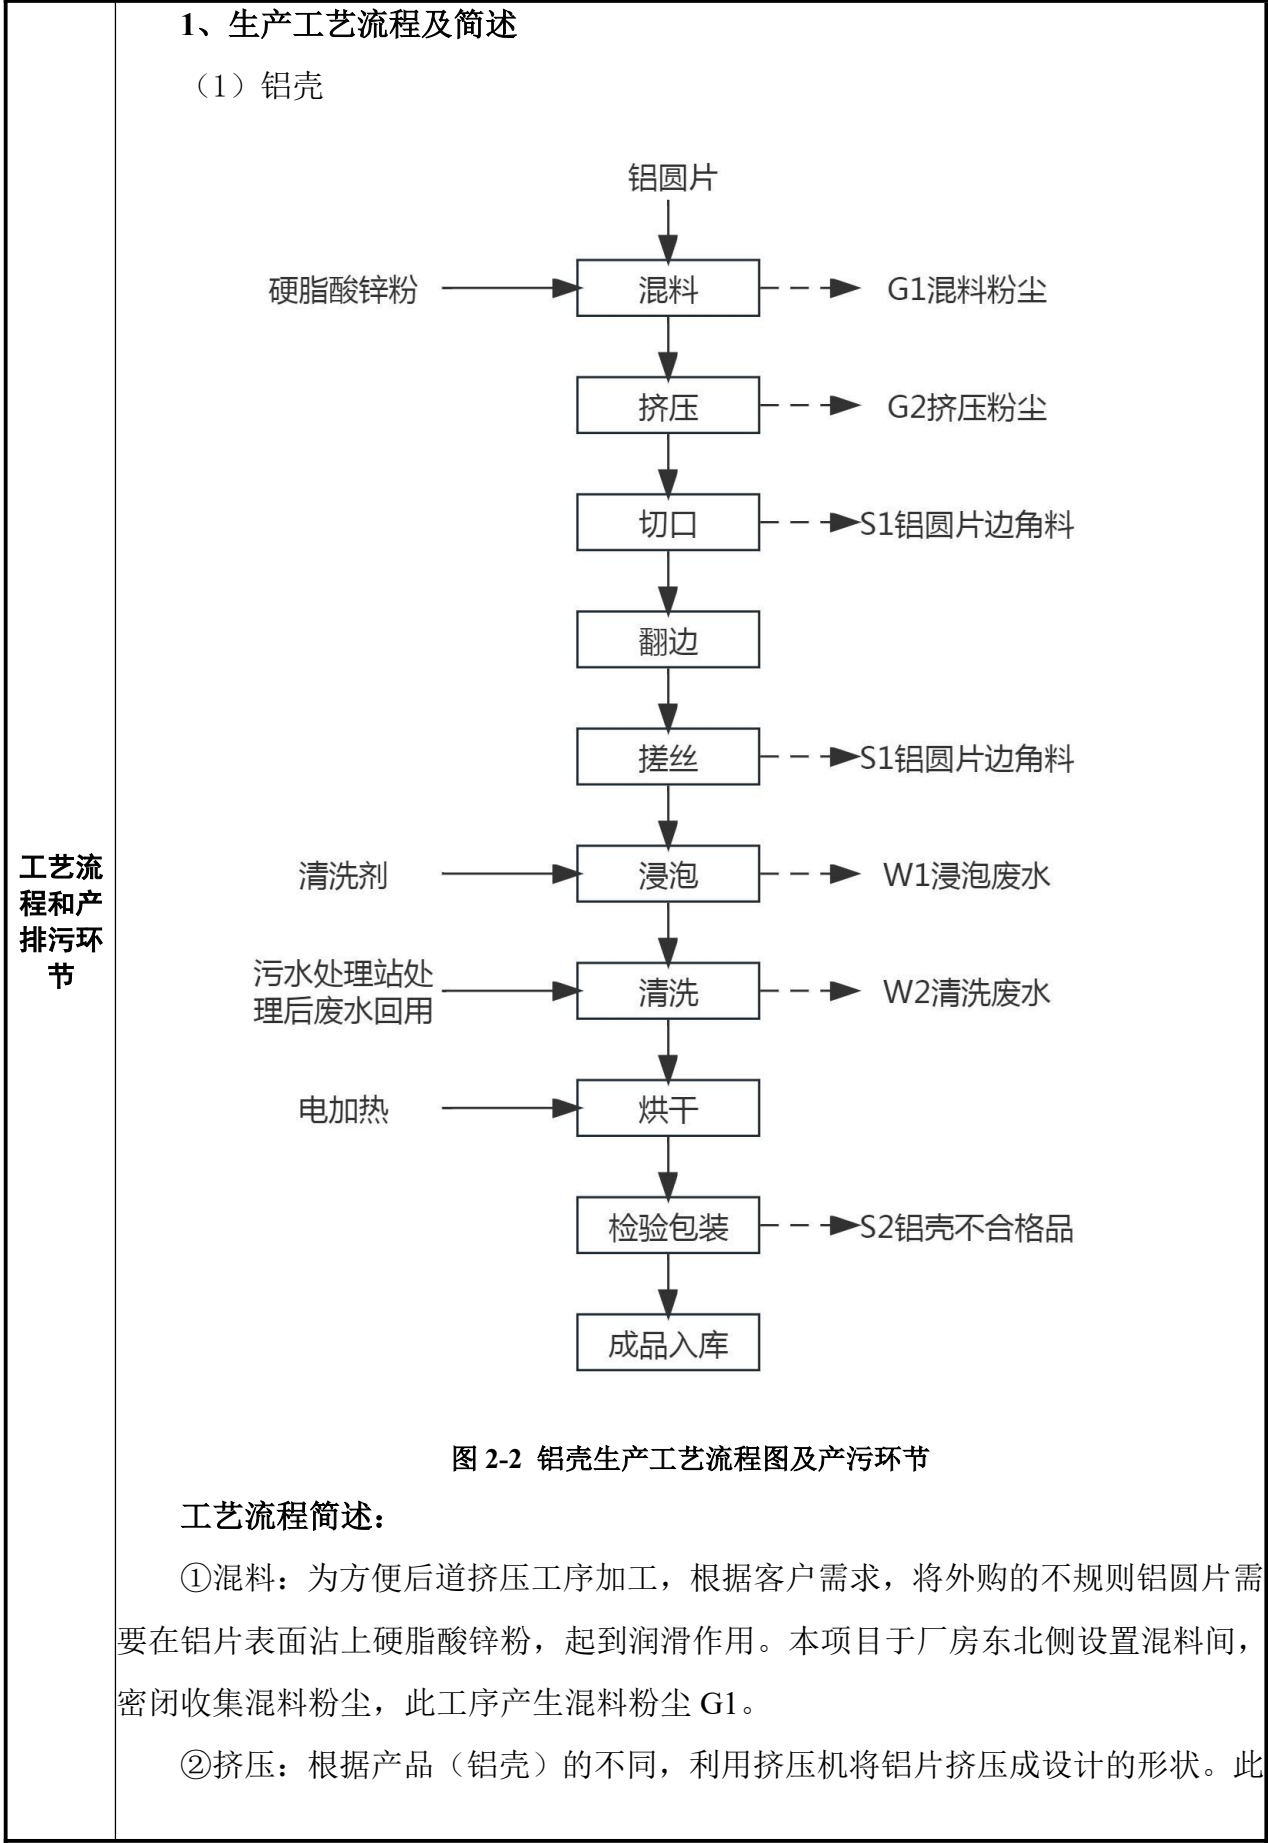 1、生产工艺流程及简述
（1）铝壳
铝圆片
硬脂酸锌粉
混料
G1混料粉尘
挤压
G2挤压粉尘
切口
S1铝圆片边角料
翻边
搓丝
S1铝圆片边角料
清洗剂
浸泡
W1浸泡废水
污水处理站处
理后废水回用
清洗
W2清洗废水
电加热
烘干
检验包装
S2铝壳不合格品
成品入库
图 2-2 铝壳生产工艺流程图及产污环节
工艺流
程和产
排污环
节
工艺流程简述：
①混料：为方便后道挤压工序加工，根据客户需求，将外购的不规则铝圆片需
要在铝片表面沾上硬脂酸锌粉，起到润滑作用。本项目于厂房东北侧设置混料间，
密闭收集混料粉尘，此工序产生混料粉尘 G1。
②挤压：根据产品（铝壳）的不同，利用挤压机将铝片挤压成设计的形状。此